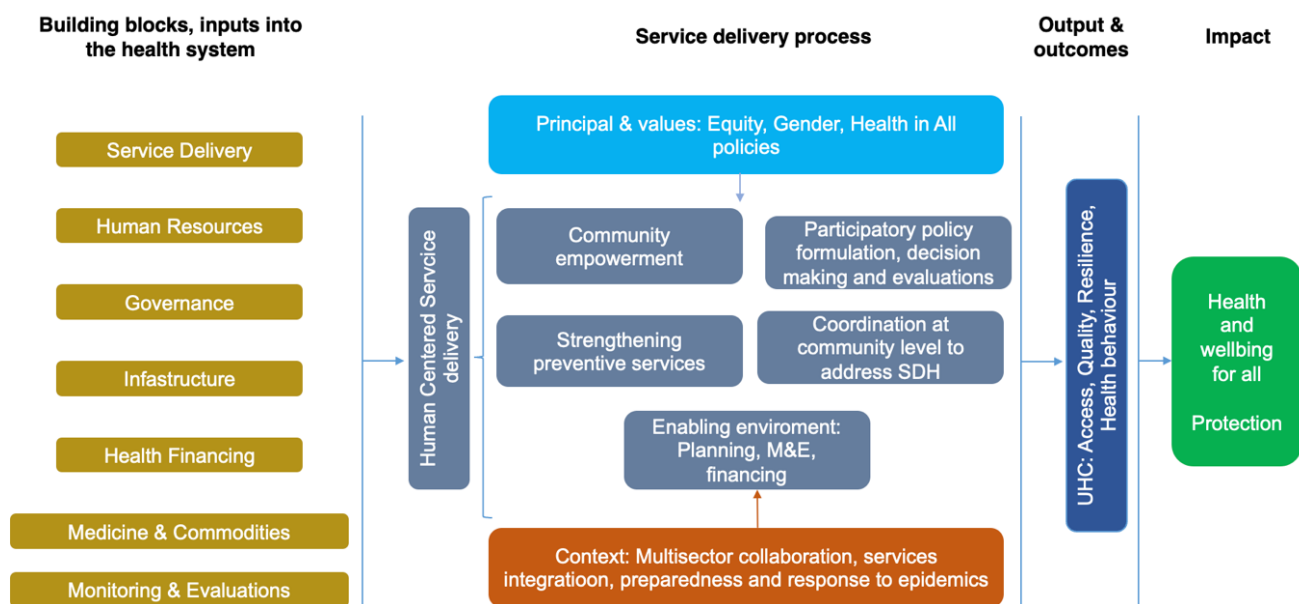 Building blocks, inputs into
the health system
Service delivery process
Output &
outcomes
Impact
Service Delivery
Human Resources
Governance
Infastructure
Health Financing
Medicine & Commodities
Monitoring & Evaluations
Human Centered Servcice
delivery
Principal & values: Equity, Gender, Health in All
policies
Community
empowerment
Participatory policy
formulation, decision
making and evaluations
Strengthening
preventive services
Coordination at
community level to
address SDH
Enabling enviroment:
Planning, M&E,
financing
Context: Multisector collaboration, services
integratioon, preparedness and response to epidemics
UHC: Access, Quality, Resilience,
Health behaviour
Health
and
wellbing
for all
Protection